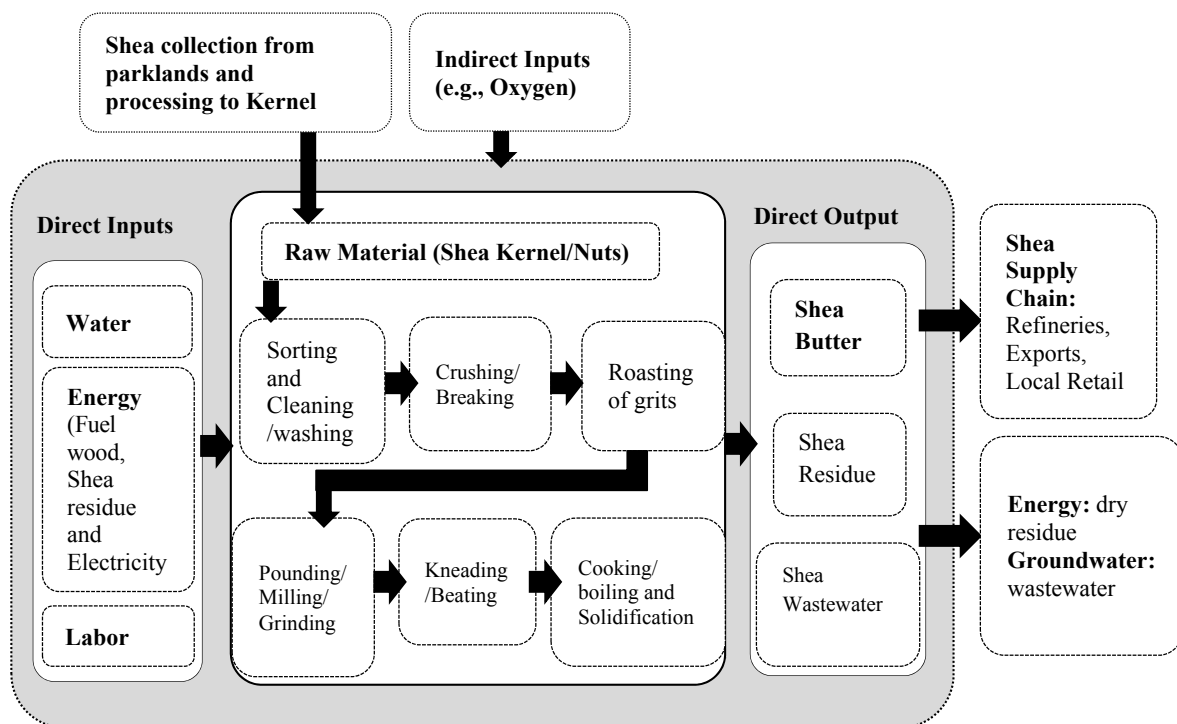 Shea collection from
parklands and
processing to Kernel
Indirect Inputs
(e.g., Oxygen)
Direct Inputs
Water
Energy
(Fuel
wood,
Shea
residue
and
Electricity
Labor
Raw Material (Shea Kernel/Nuts)
Sorting
and
Cleaning
/washing
Crushing/
Breaking
Roasting
of grits
Pounding/
Milling/
Grinding
Kneading
/Beating
Cooking/
boiling and
Solidification
Direct Output
Shea
Butter
Shea
Residue
Shea
Wastewater
Shea
Supply
Chain:
Refineries,
Exports,
Local Retail
Energy: dry
residue
Groundwater:
wastewater